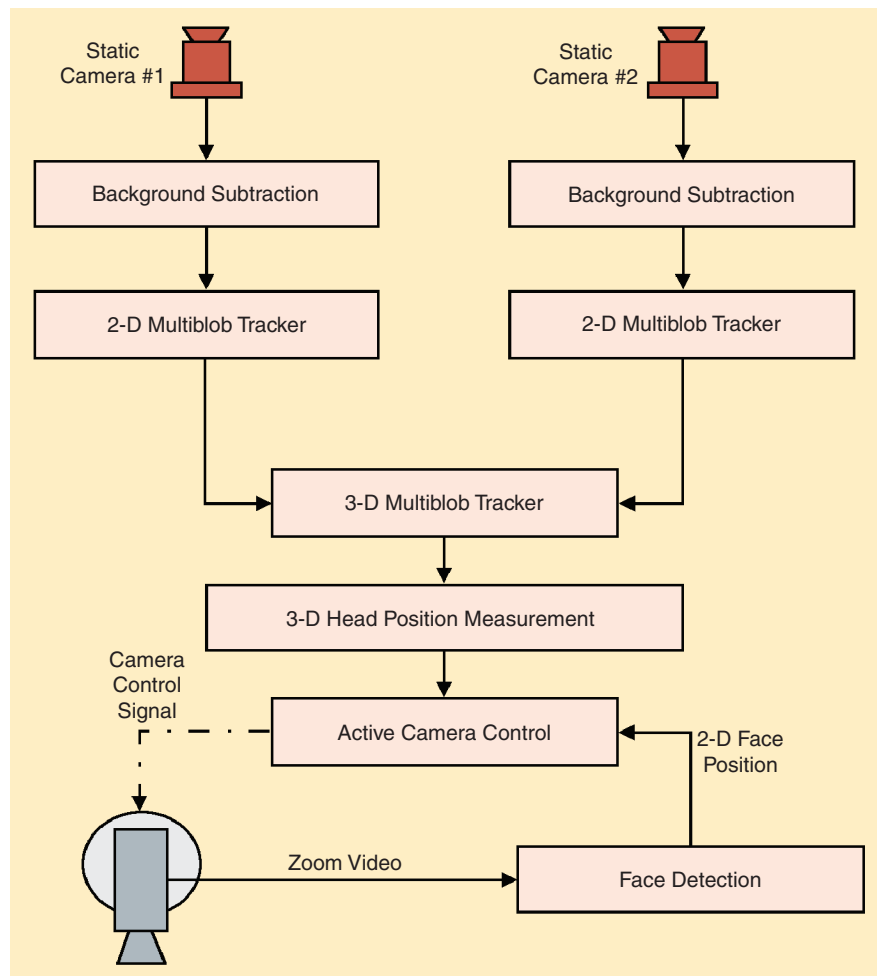 Static
Camera #1
Static
Camera #2
Background Subtraction
Background Subtraction
2-D Multiblob Tracker
2-D Multiblob Tracker
3-D Multiblob Tracker
3-D Head Position Measurement
Camera
Control
Signal
Active Camera Control
2-D Face
Position
Zoom Video
Face Detection